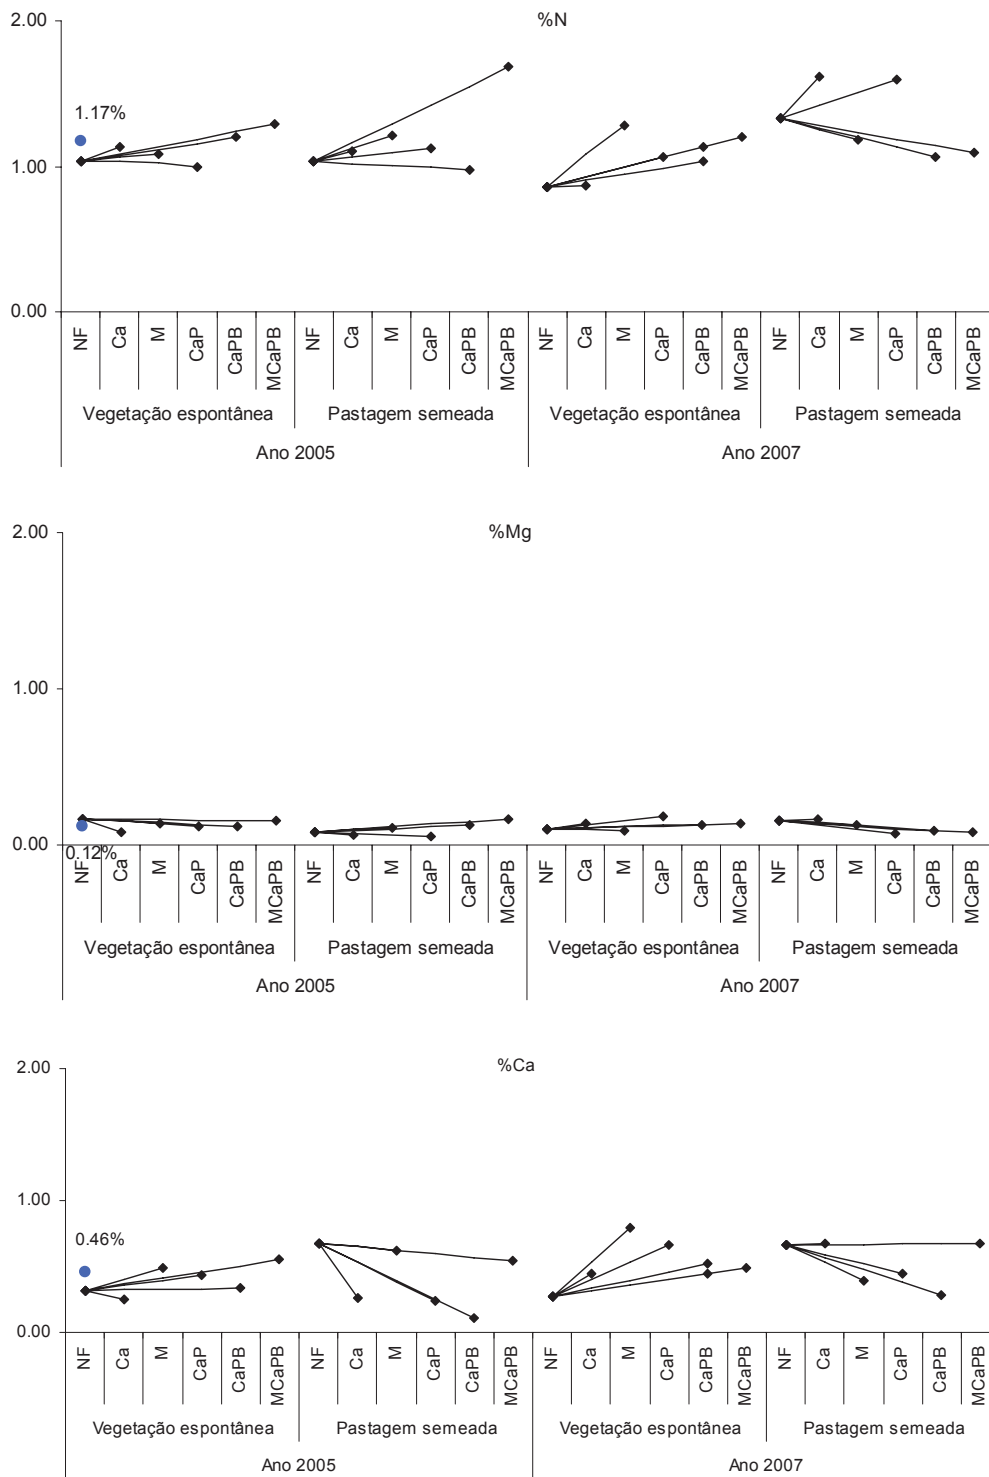 %N
2.00
1.17%
1.00
0.00
NF Ca M CaP CaPB MCaPB NF Ca M CaP CaPB MCaPB NF Ca M CaP CaPB MCaPB NF Ca M CaP CaPB MCaPB
Vegetação espontânea Pastagem semeada Vegetação espontânea Pastagem semeada
Ano 2005 Ano 2007
%Mg
2.00
1.00
0.00
0.12%
NF Ca M CaP CaPB MCaPB NF Ca M CaP CaPB MCaPB NF Ca M CaP CaPB MCaPB NF Ca M CaP CaPB MCaPB
Vegetação espontânea Pastagem semeada Vegetação espontânea Pastagem semeada
Ano 2005 Ano 2007
%Ca
2.00
1.00
0.46%
0.00
NF Ca M CaP CaPB MCaPB NF Ca M CaP CaPB MCaPB NF Ca M CaP CaPB MCaPB NF Ca M CaP CaPB MCaPB
Vegetação espontânea Pastagem semeada Vegetação espontânea Pastagem semeada
Ano 2005 Ano 2007